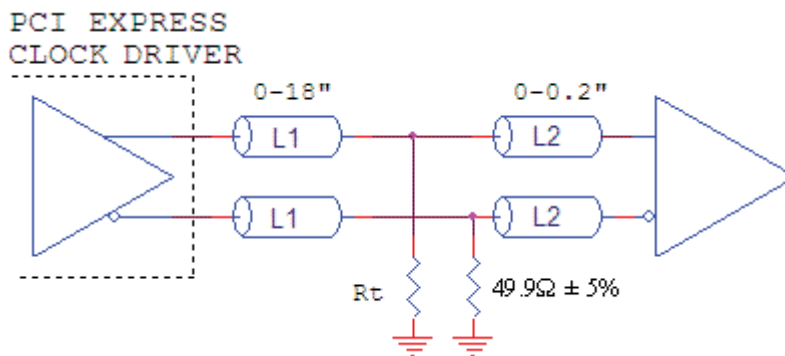 PCI EXPRESS
CLOCK DRIVER
0-18"
0-0.2"
L1
L2
L1
L2
Rt
49.9Ω ± 5%